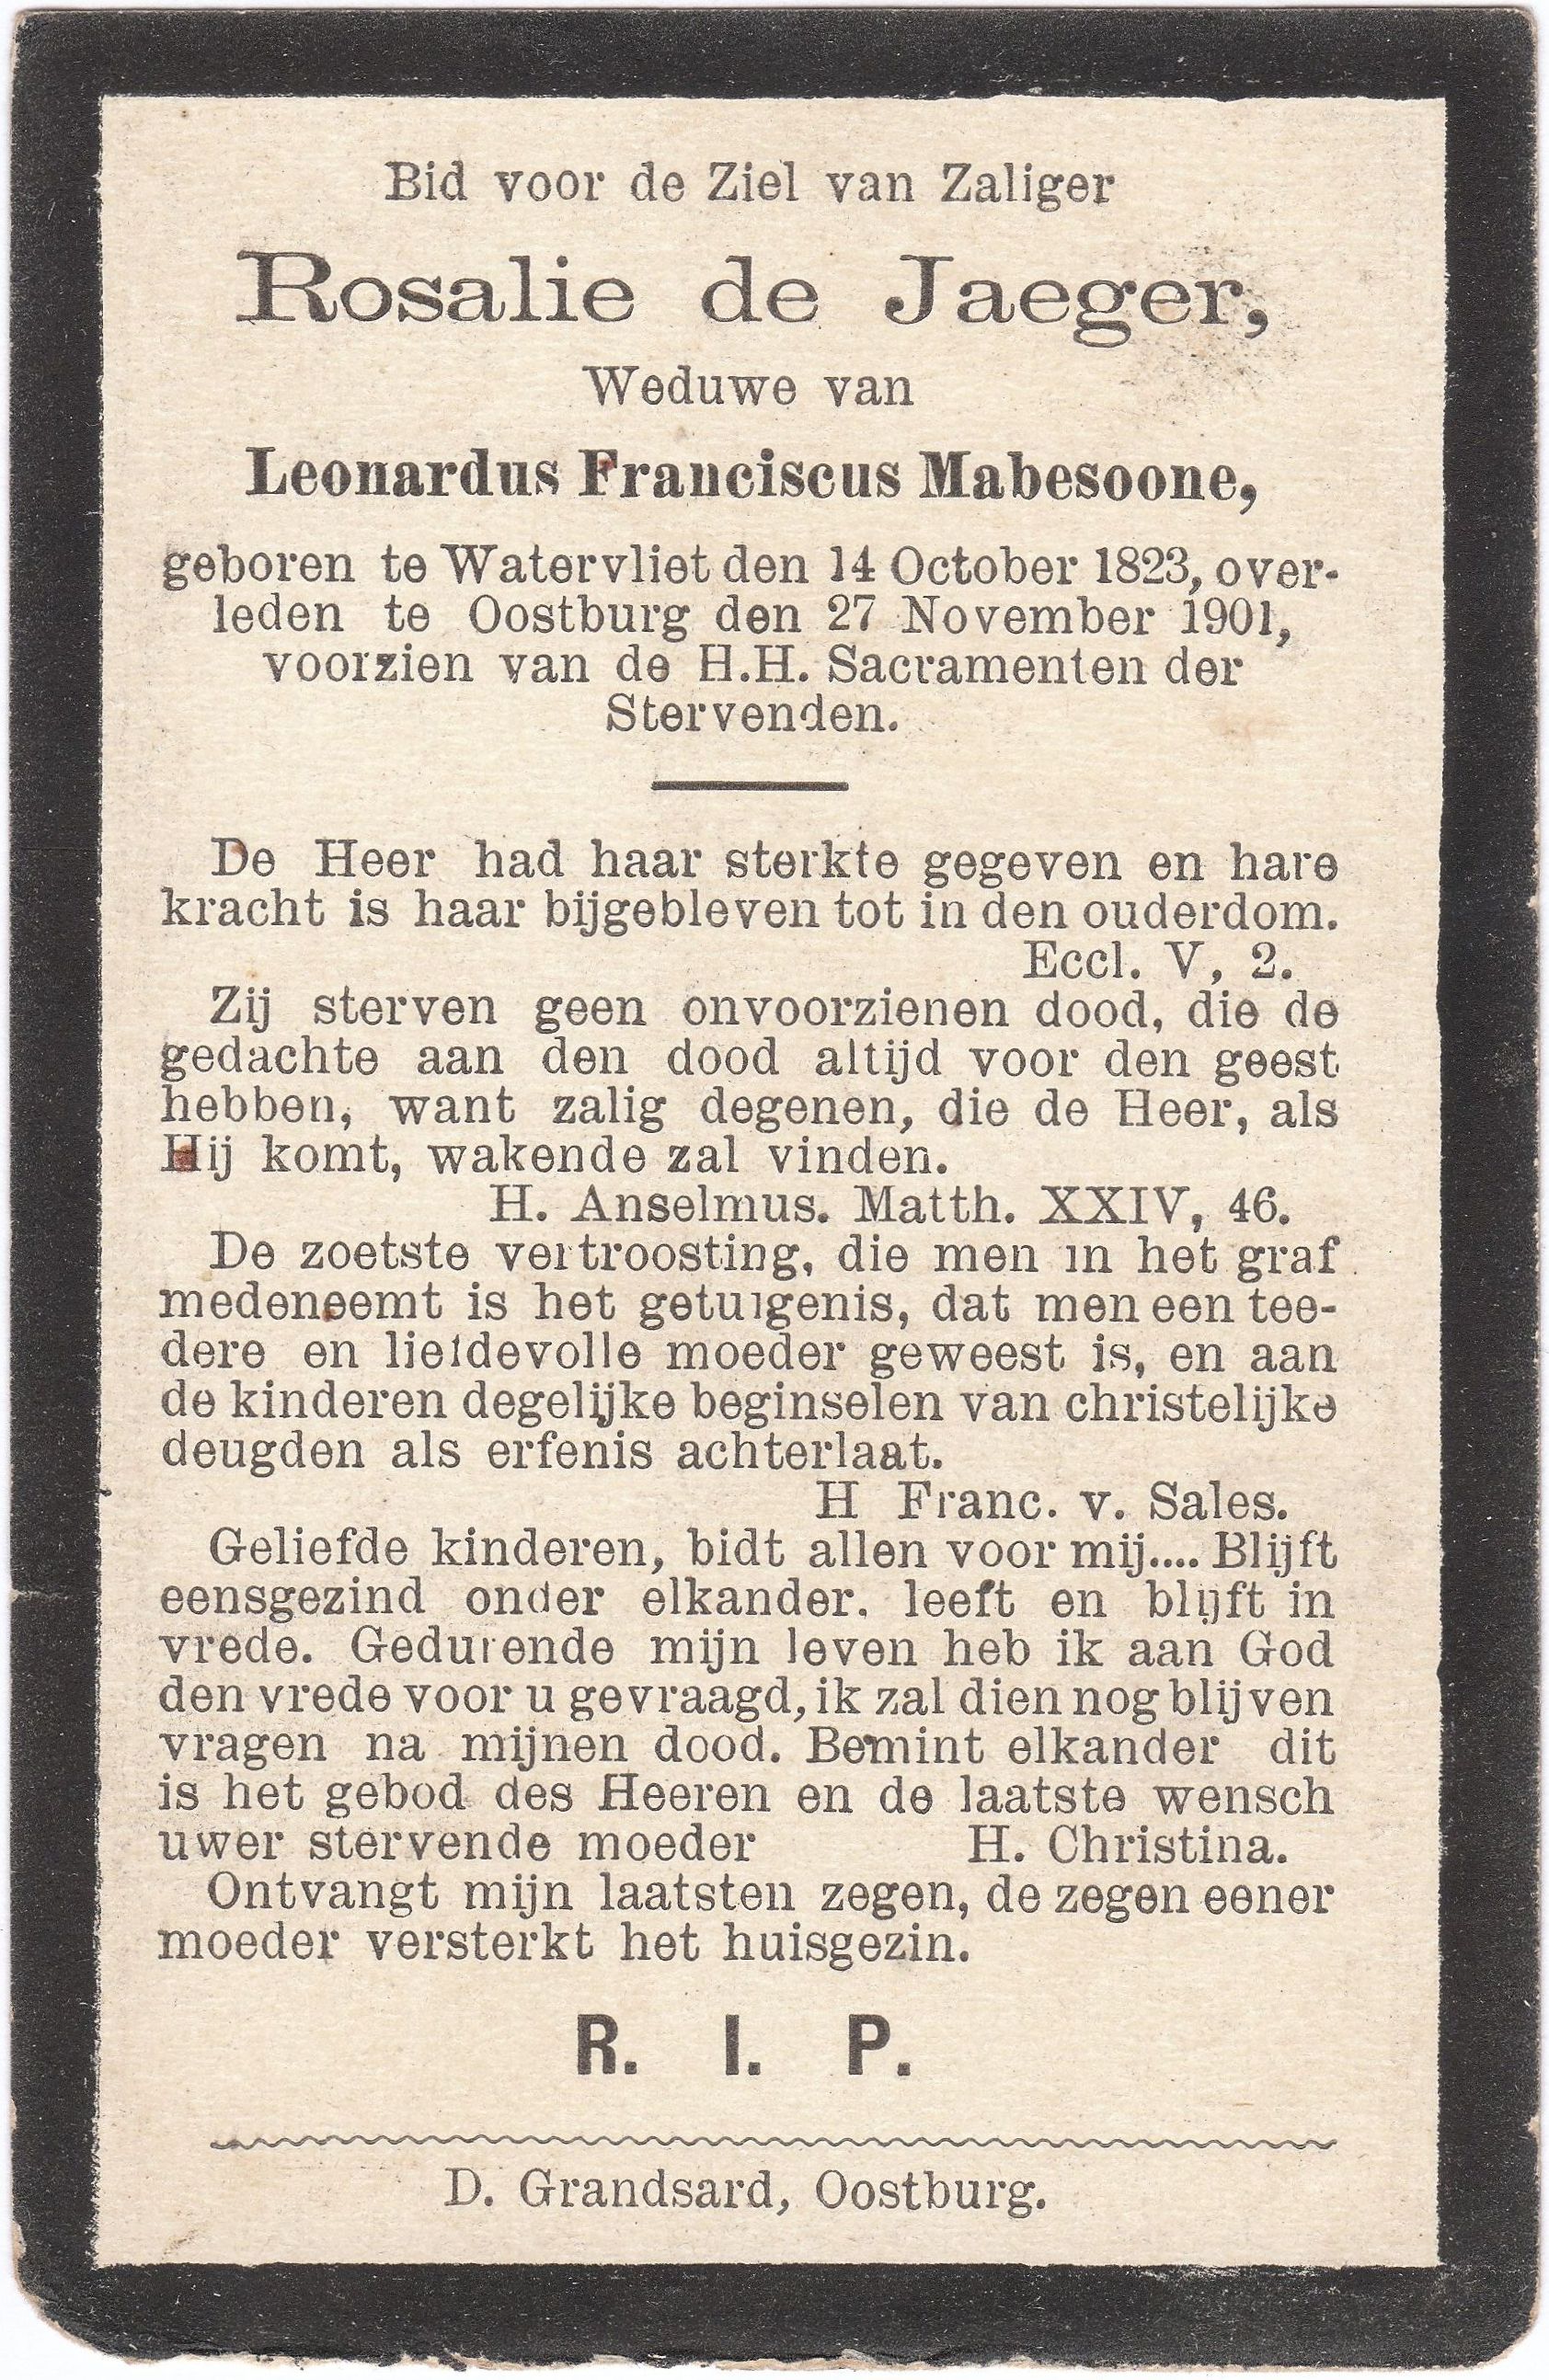 Bid voor de Ziel van Zaliger
Rosalie de Jaeger,
Weduwe van
Leonardus Franciscus Mabesoone,
geboren te Watervliet den 14 October 1823, over-
leden te Oostburg den 27 November 1901,
voorzien van de H.H. Sacramenten der
Stervenden.
De Heer had haar sterkte gegeven en hare
kracht is haar bijgebleven tot in den ouderdom.
Eccl. V, 2.
Zij sterven geen onvoorzienen dood, die de
gedachte aan den dood altijd voor den geest
hebben, want zalig degenen, die de Heer, als
Hij komt, wakende zal vinden.
H. Anselmus. Matth. XXIV, 46.
De zoetste vertroosting, die men in het graf
medeneemt is het getuigenis, dat men een tee-
dere en liefdevolle moeder geweest is, en aan
de kinderen degelijke beginselen van christelijke
deugden als erfenis achterlaat.
H Franc. v. Sales.
Geliefde kinderen, bidt allen voor mij.... Blijft
eensgezind onder elkander, leeft en blijft in
vrede. Gedurende mijn leven heb ik aan God
den vrede voor u gevraagd, ik zal dien nog blijven
vragen na mijnen dood. Bemint elkander dit
is het gebod des Heeren en de laatste wensch
uwer stervende moeder H. Christina.
Ontvangt mijn laatsten zegen, de zegen eener
moeder versterkt het huisgezin.
R. I. P.
D. Grandsard, Oostburg.